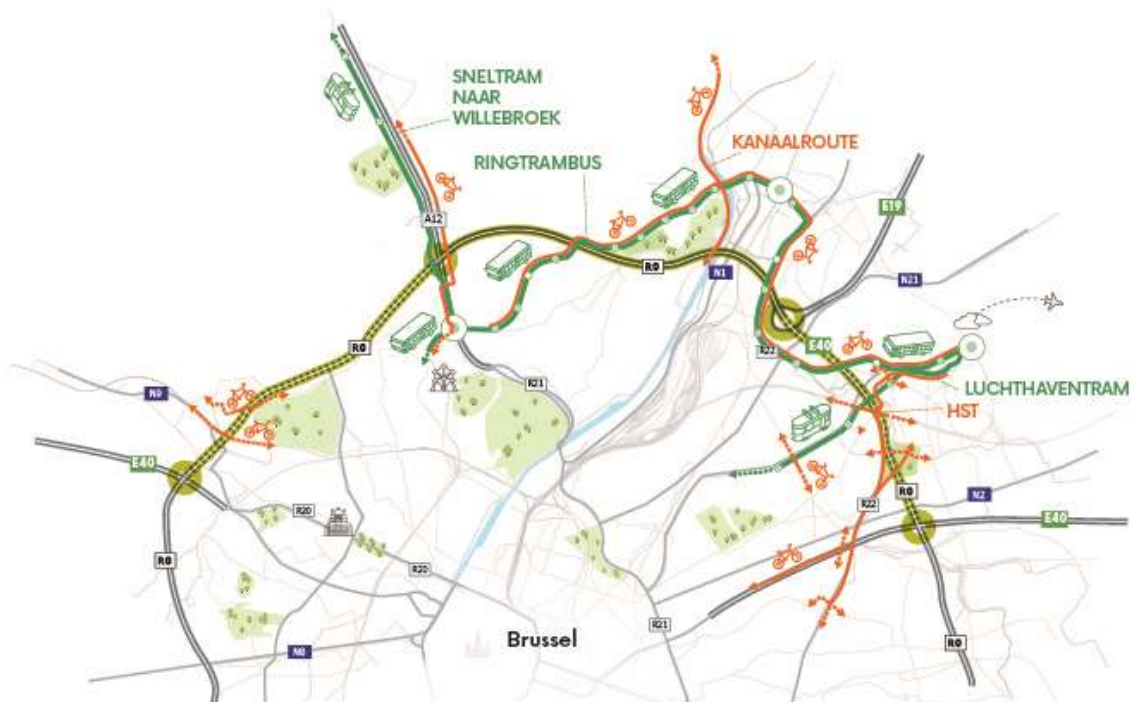 SNELTRAM
NAAR
WILLEBROEK
KANAALROUTE
RINGTRAMBUS
E19
A12
R0
N1
N21
R0
E40
R22
R21
LUCHTHAVENTRAM
HST
N9
E40
R0
N2
R20
R22
E40
R0
R20
R21
Brussel
R0
N8